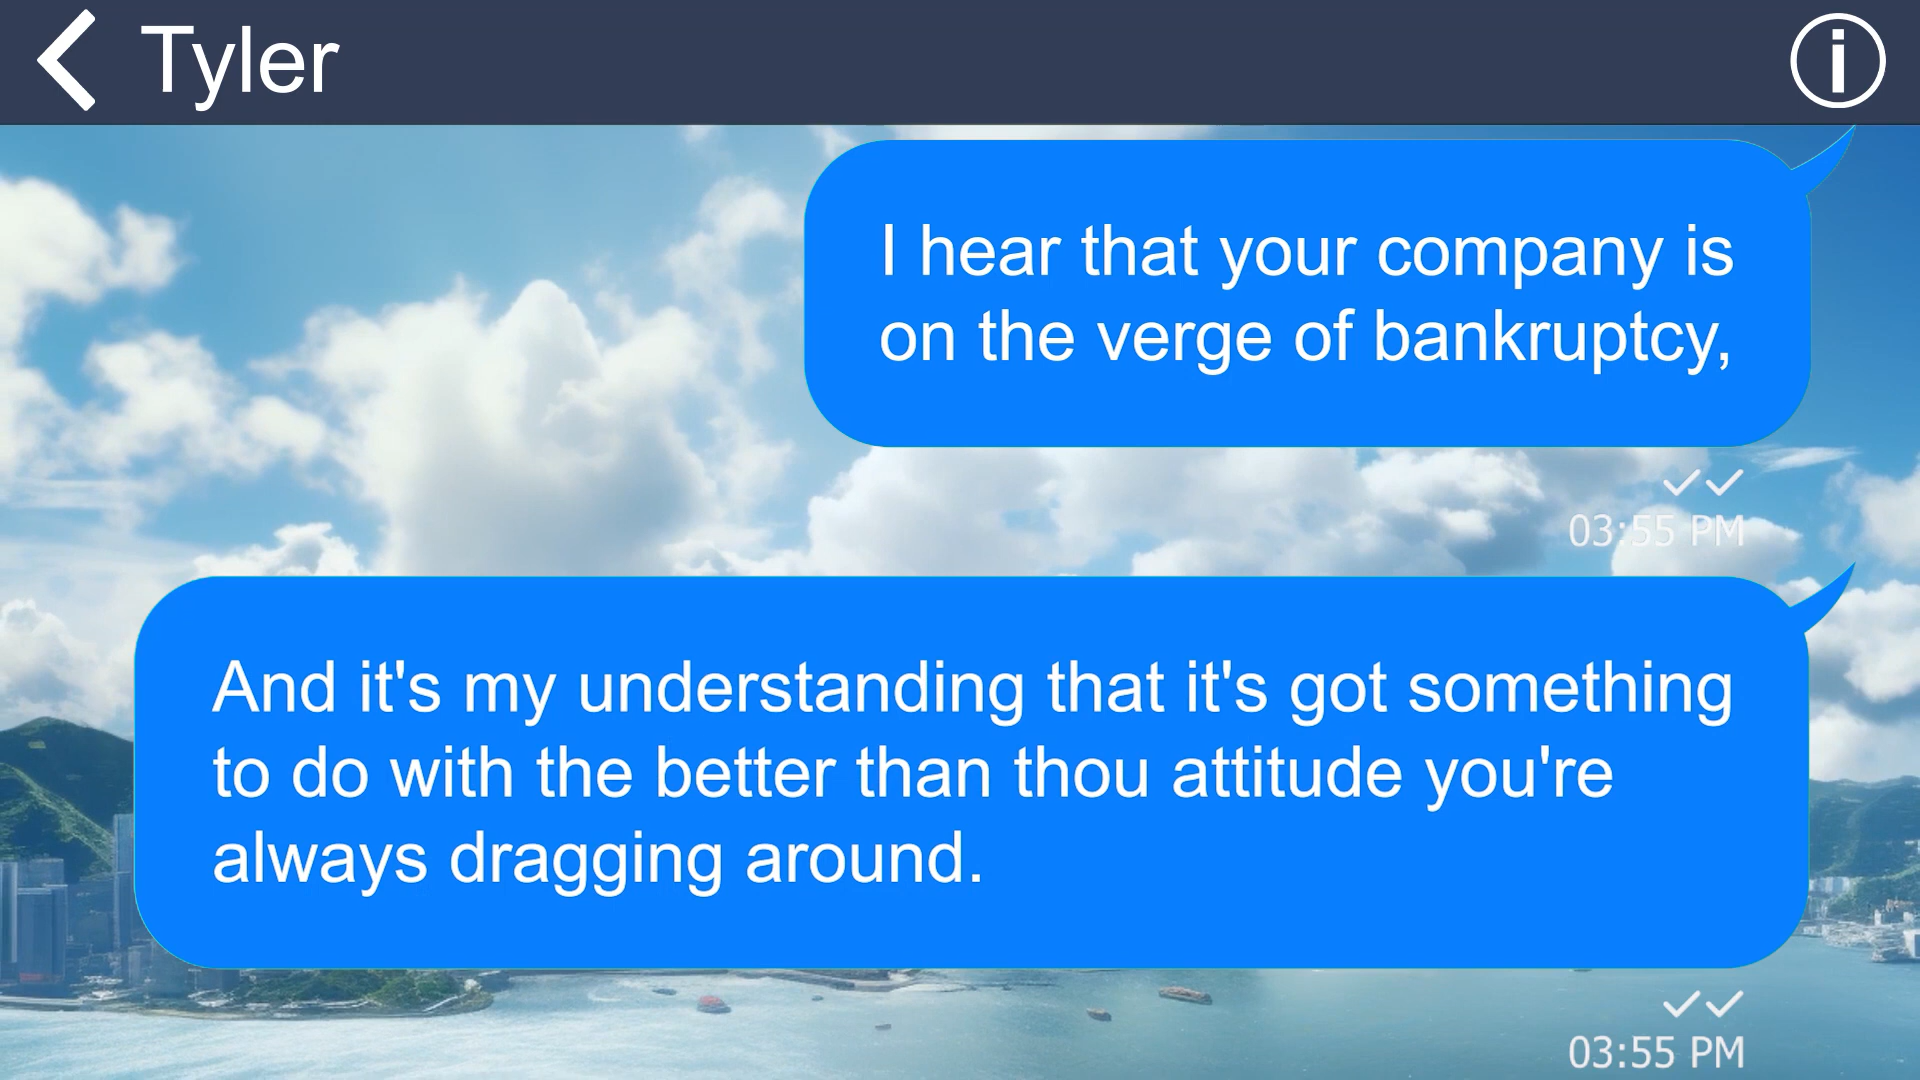 Tyler
I hear that your company is
on the verge of bankruptcy,
03:55 PM
And it's my understanding that it's got something
to do with the better than thou attitude you're
always dragging around.
03:55 PM